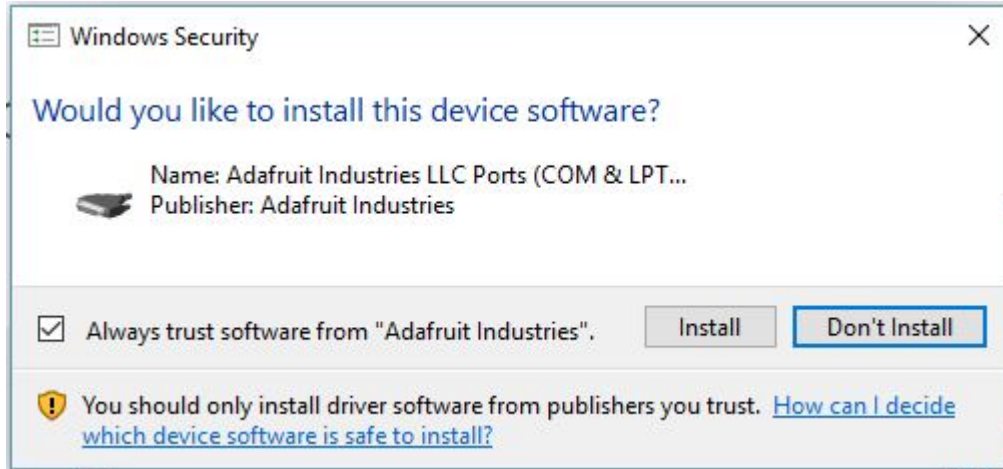 Windows Security
Would you like to install this device software?
Name: Adafruit Industries LLC Ports (COM & LPT...
Publisher: Adafruit Industries
Always trust software from "Adafruit Industries".
Install
Don't Install
You should only install driver software from publishers you trust. How can I decide
which device software is safe to install?